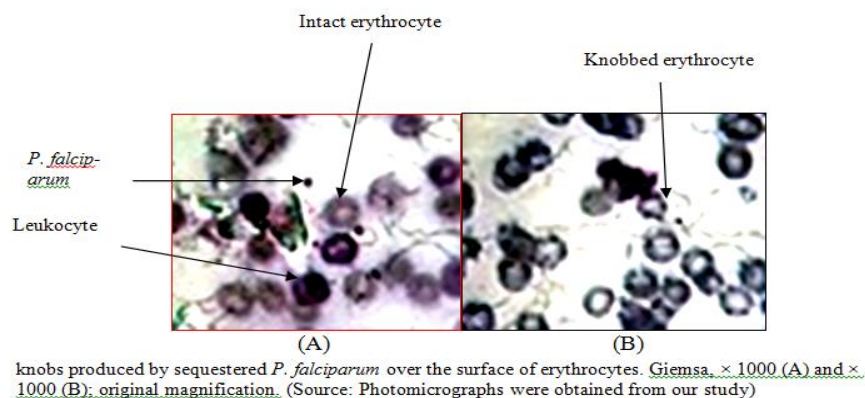 Intact erythrocyte
Knobbed erythrocyte
P. falcip-
arum
Leukocyte
(A)
(B)
knobs produced by sequestered P. falciparum over the surface of erythrocytes. Giemsa, × 1000 (A) and ×
1000 (B); original magnification. (Source: Photomicrographs were obtained from our study)